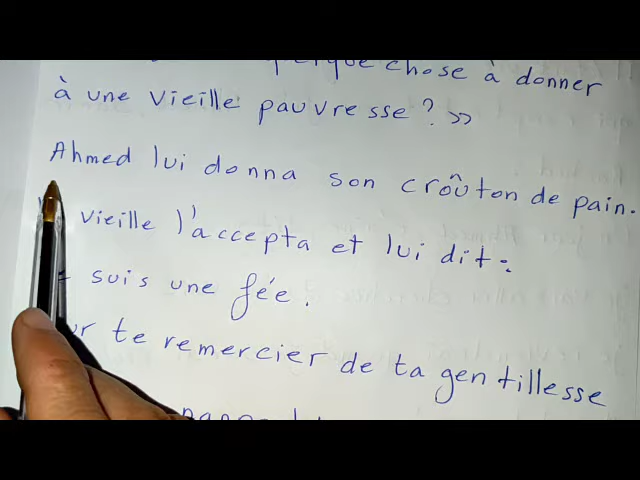 quelque chose à donner
à une vieille pauvresse? »
Ahmed lui donna son croûton de pain.
vieille l'accepta et lui dit :
suis une fée.
te remercier de ta gentillesse